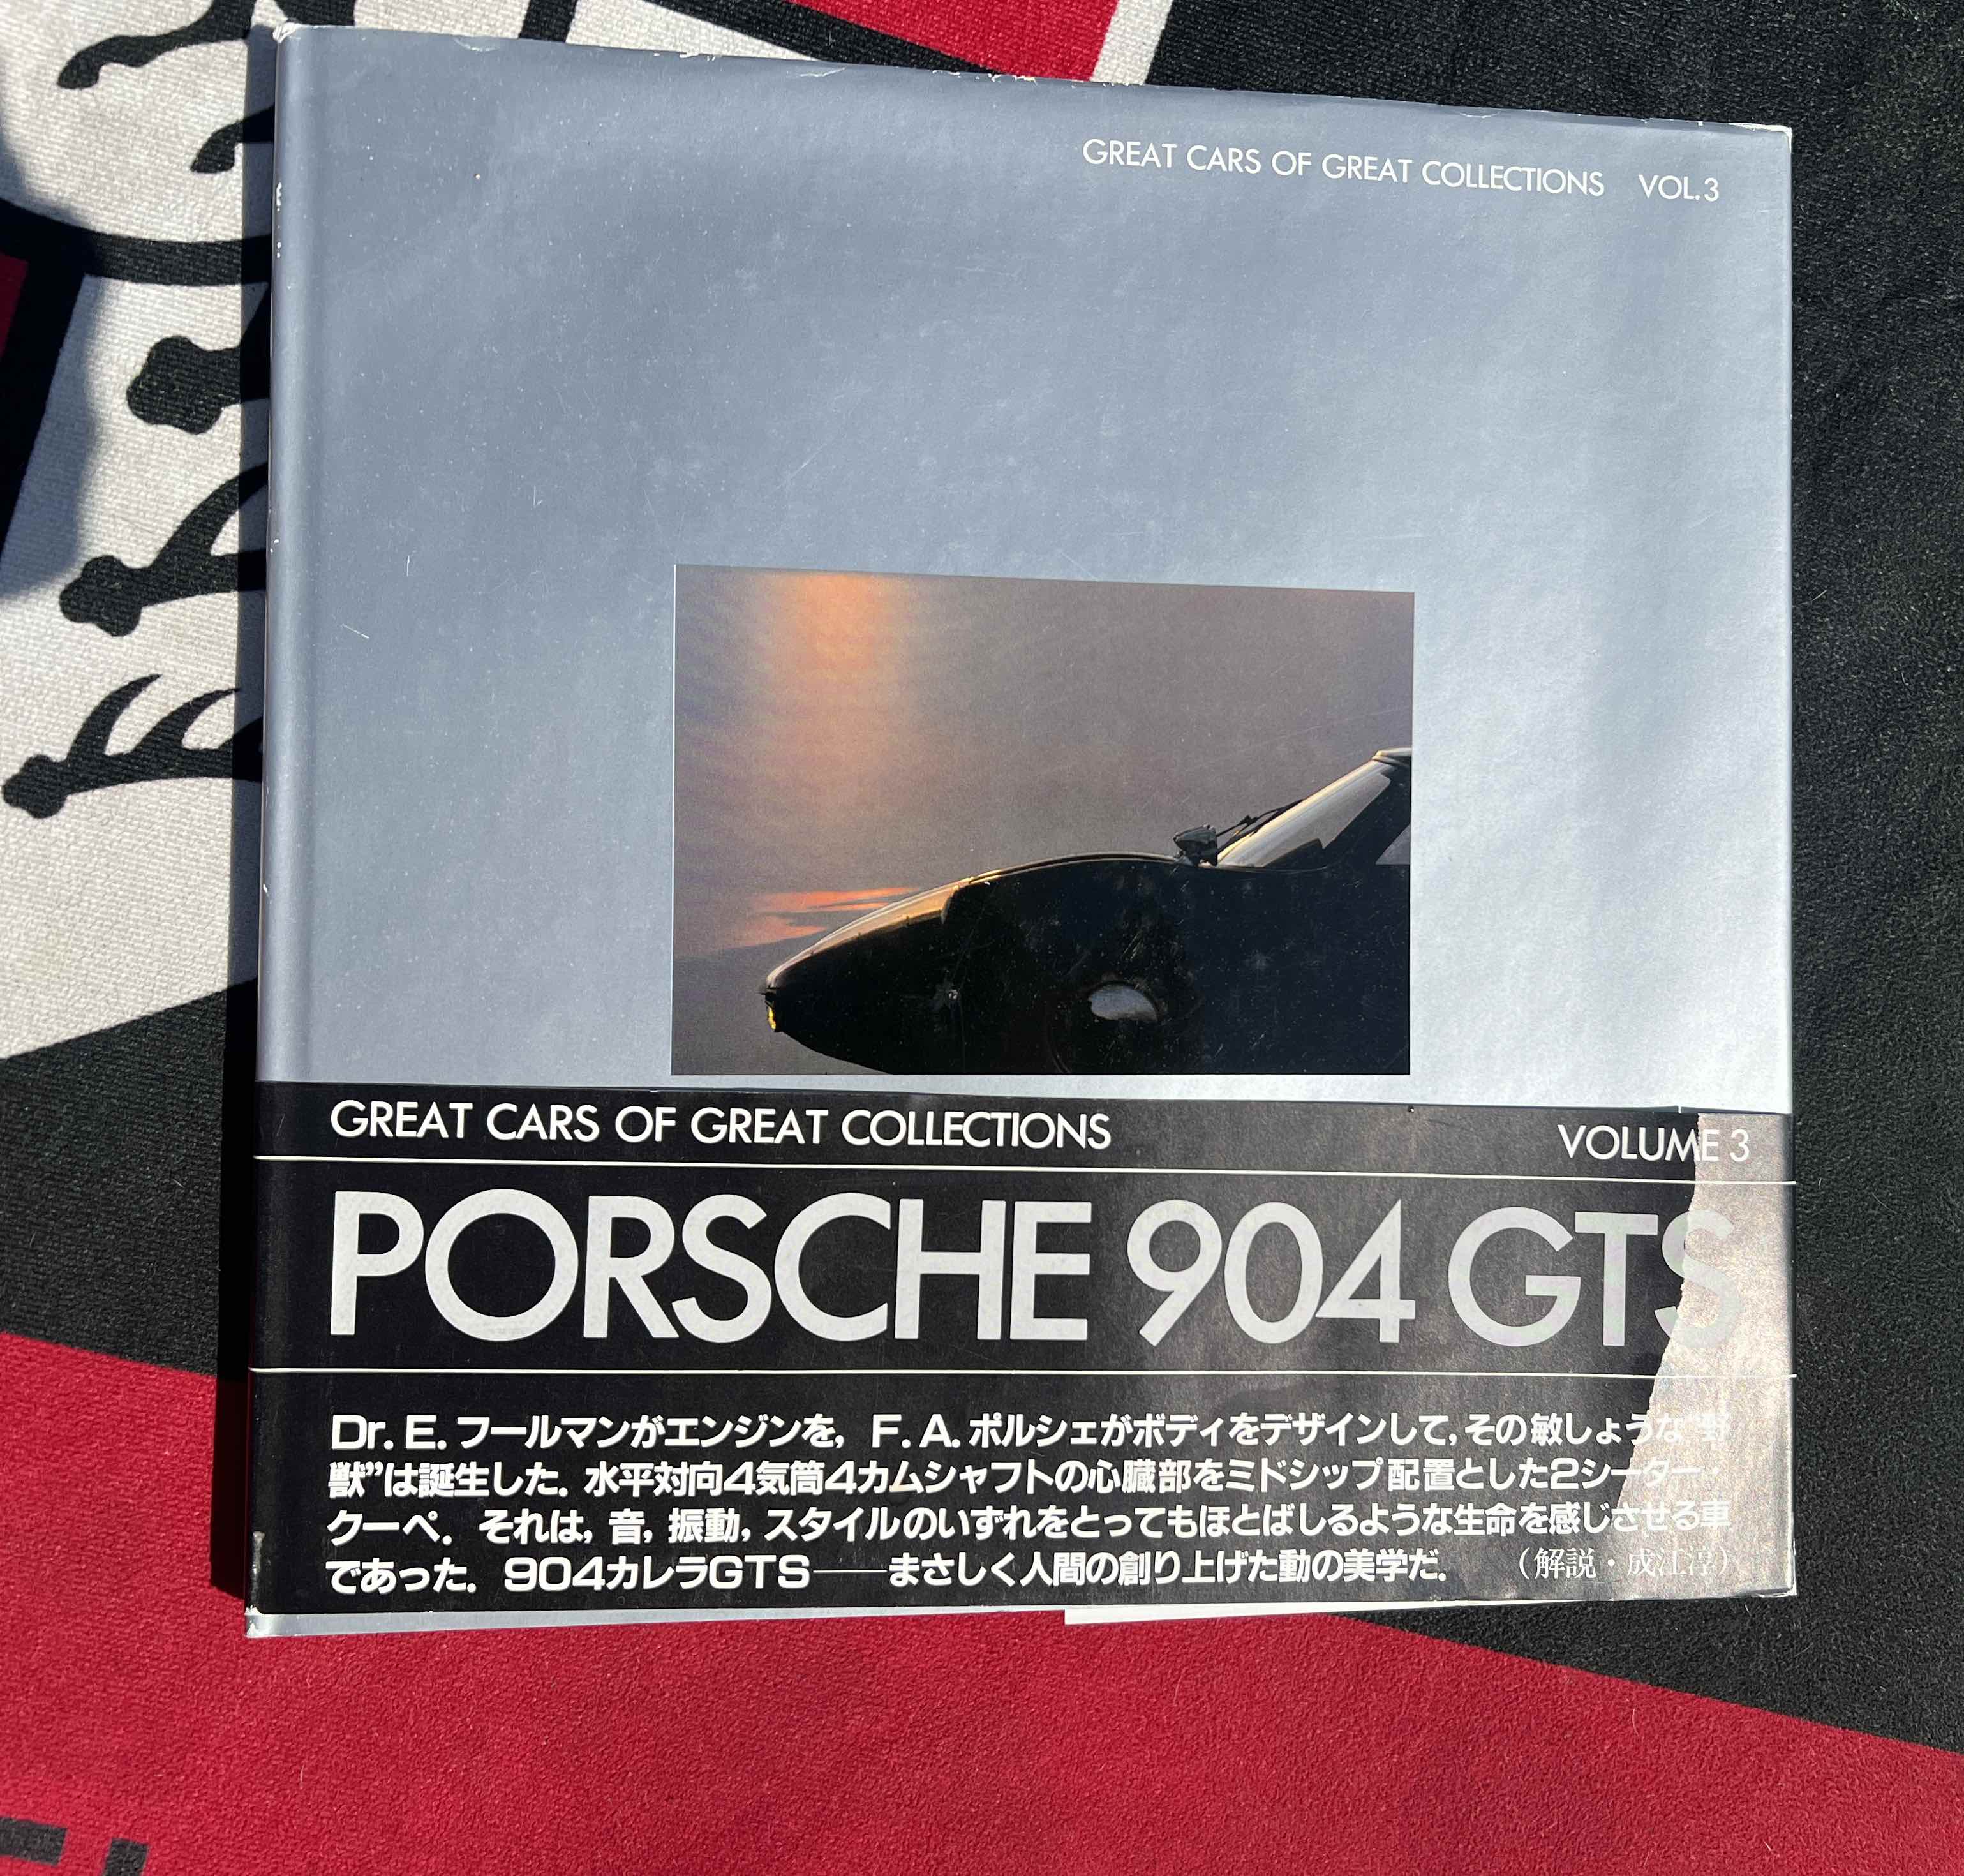 GREAT CARS OF GREAT COLLECTIONS VOL.3
GREAT CARS OF GREAT COLLECTIONS VOLUME 3
PORSCHE 904 GTS
Dr. E. フールマンがエンジンを, F. A. ポルシェがボディをデザインして, その敏しょうな“野
獣”は誕生した. 水平対向4気筒4カムシャフトの心臓部をミドシップ配置とした2シーター・
クーペ. それは, 音, 振動, スタイルのいずれをとってもほとばしるような生命を感じさせる車
であった. 904カレラGTS——まさしく人間の創り上げた動の美学だ. (解説・成江淳)